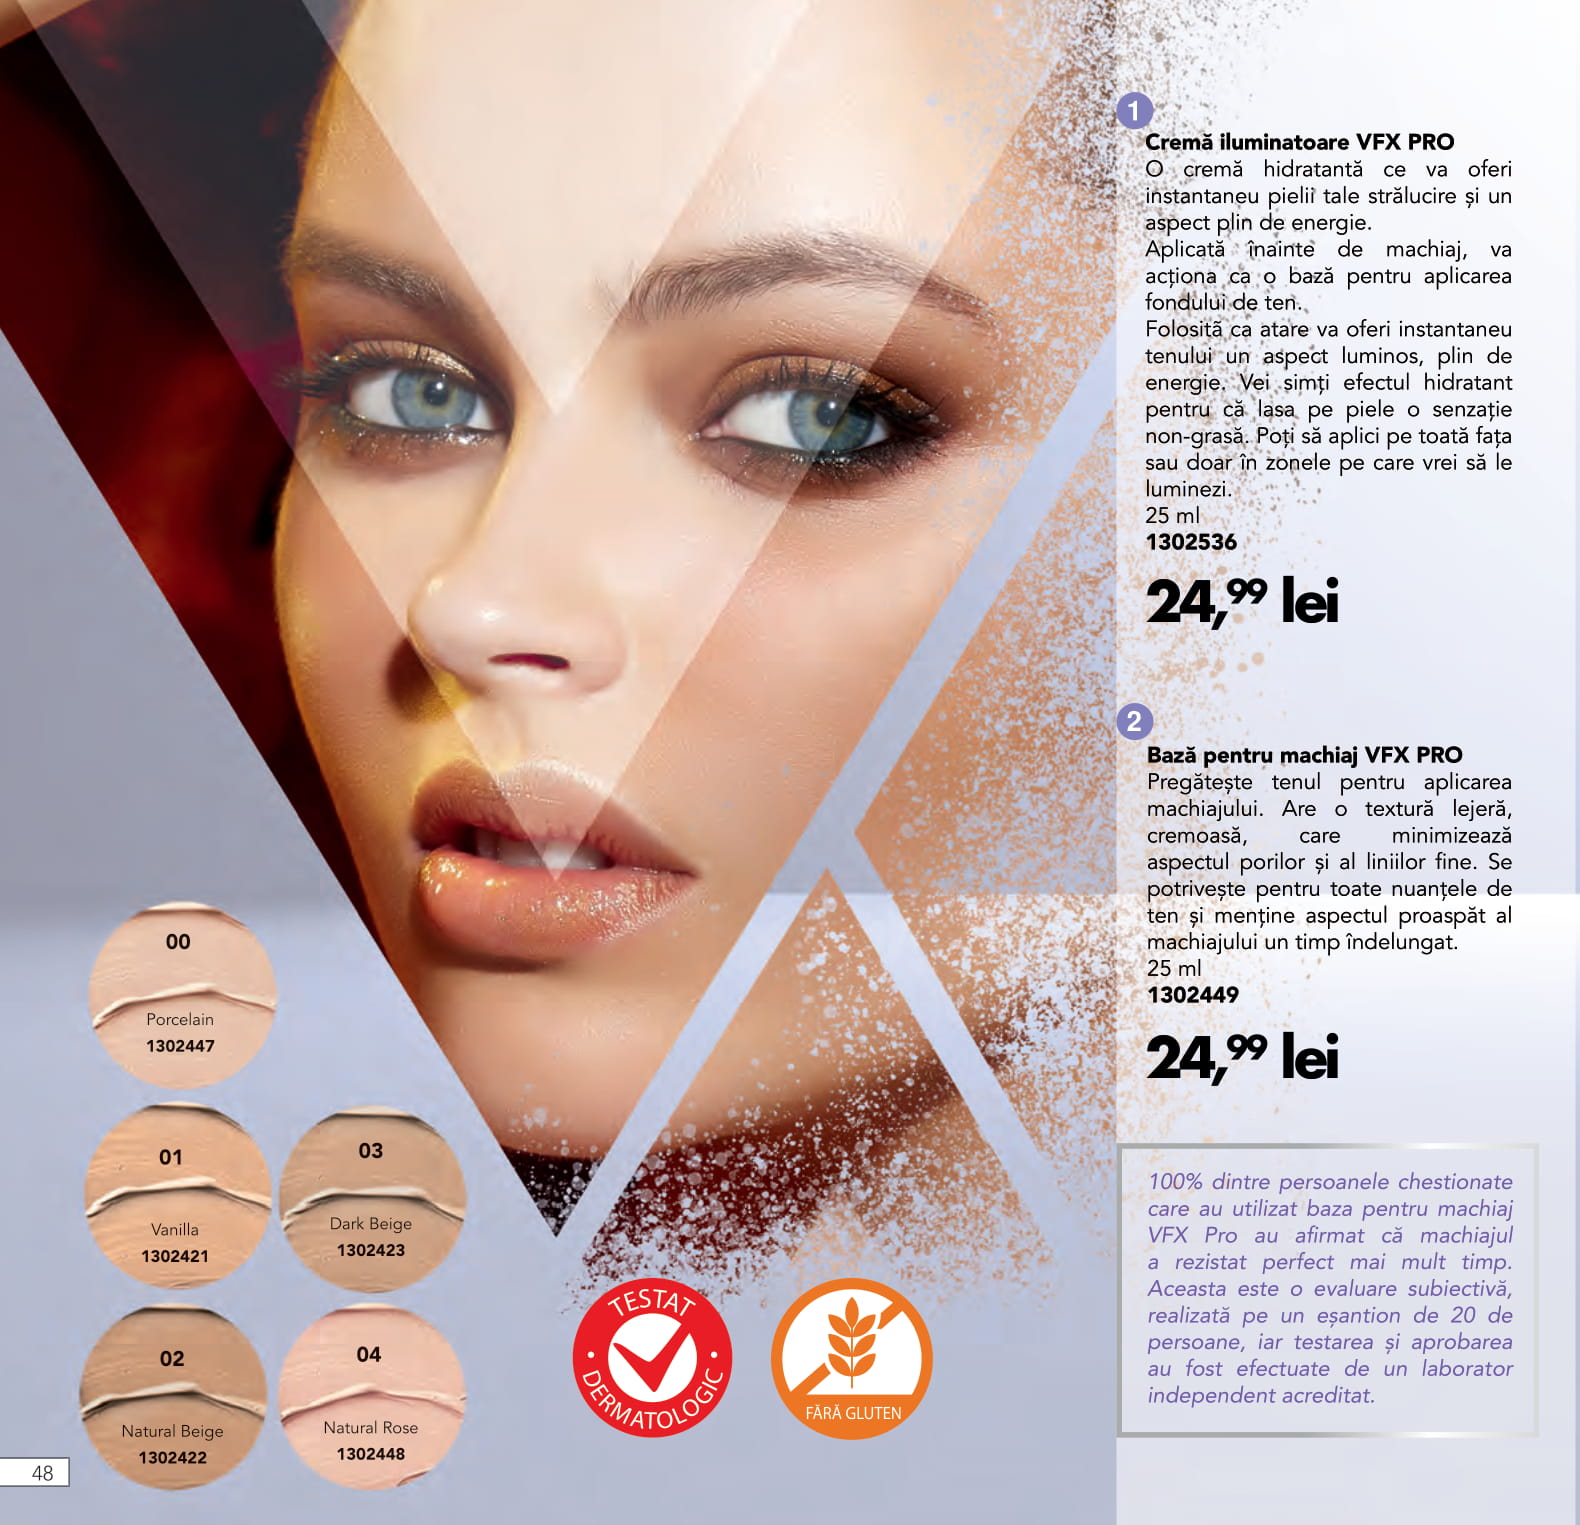 1
Cremă iluminatoare VFX PRO
O cremă hidratantă ce va oferi
instantaneu pielii tale strălucire și un
aspect plin de energie.
Aplicată înainte de machiaj, va
acționa ca o bază pentru aplicarea
fondului de ten.
Folosită ca atare va oferi instantaneu
tenului un aspect luminos, plin de
energie. Vei simți efectul hidratant
pentru că lasa pe piele o senzație
non-grasă. Poți să aplici pe toată fața
sau doar în zonele pe care vrei să le
luminezi.
25 ml
1302536
24,99 lei
2
Bază pentru machiaj VFX PRO
Pregătește tenul pentru aplicarea
machiajului. Are o textură lejeră,
cremoasă, care minimizează
aspectul porilor și al liniilor fine. Se
potrivește pentru toate nuanțele de
ten și menține aspectul proaspăt al
machiajului un timp îndelungat.
25 ml
1302449
24,99 lei
100% dintre persoanele chestionate
care au utilizat baza pentru machiaj
VFX Pro au afirmat că machiajul
a rezistat perfect mai mult timp.
Aceasta este o evaluare subiectivă,
realizată pe un eșantion de 20 de
persoane, iar testarea și aprobarea
au fost efectuate de un laborator
independent acreditat.
00
Porcelain
1302447
01
Vanilla
1302421
03
Dark Beige
1302423
02
Natural Beige
1302422
04
Natural Rose
1302448
TESTAT
DERMATOLOGIC
FĂRĂ GLUTEN
48